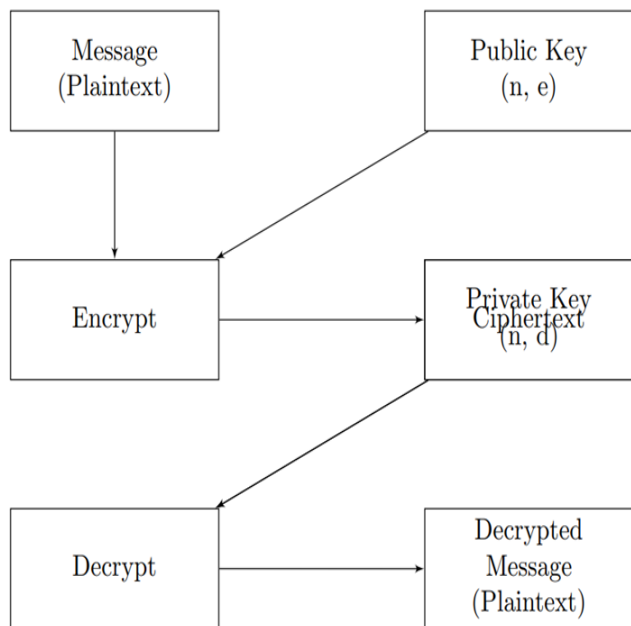 Message
(Plaintext)
Public Key
(n, e)
Encrypt
Private Key
Ciphertext
(n, d)
Decrypt
Decrypted
Message
(Plaintext)